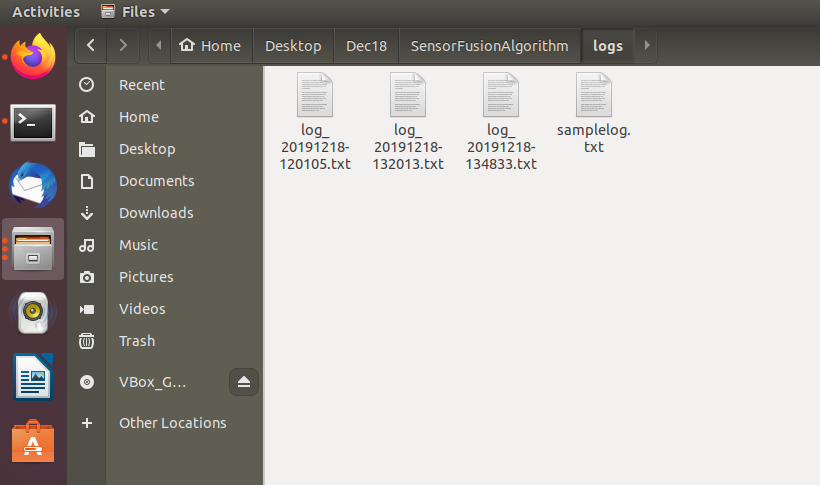 Activities
Files
Home
Desktop
Dec18
SensorFusionAlgorithm
logs
Recent
Home
Desktop
Documents
Downloads
Music
Pictures
Videos
Trash
VBox_G...
Other Locations
log_
20191218-
120105.txt
log_
20191218-
132013.txt
log_
20191218-
134833.txt
samplelog.
txt